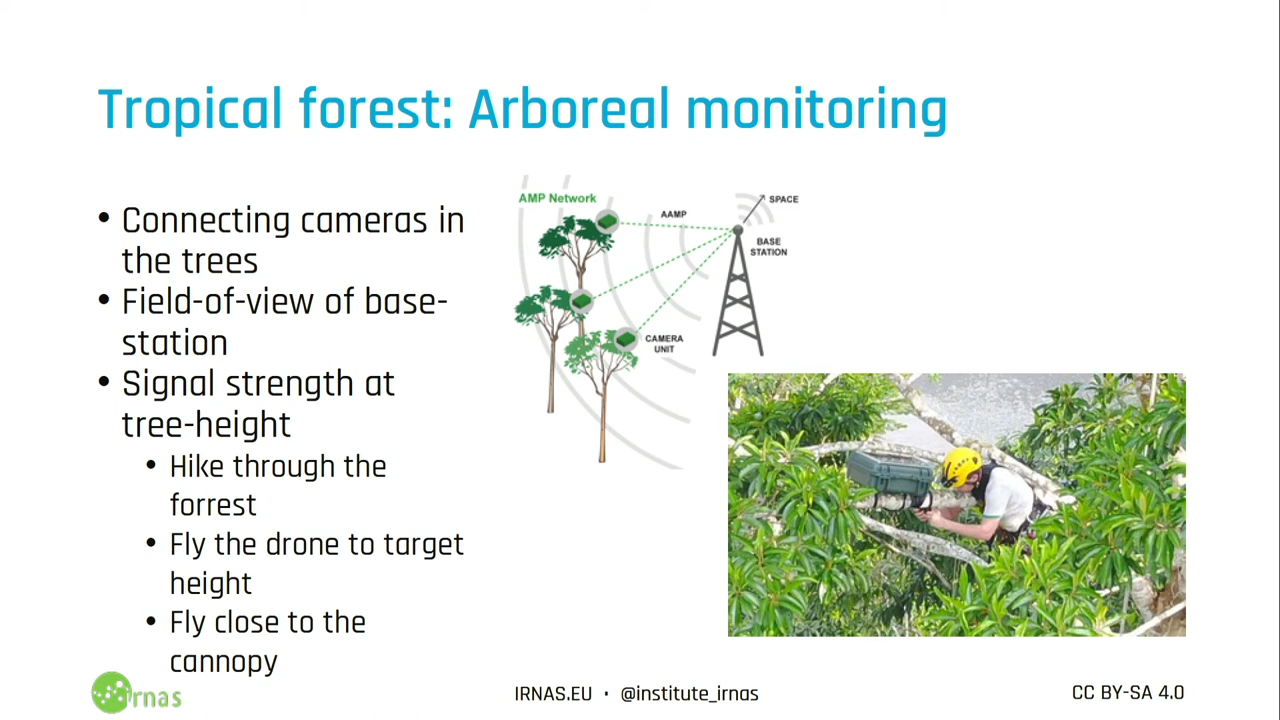 Tropical forest: Arboreal monitoring
• Connecting cameras in
the trees
• Field-of-view of base-
station
• Signal strength at
tree-height
• Hike through the
forrest
• Fly the drone to target
height
• Fly close to the
cannopy
AMP Network
AAMP
SPACE
BASE
STATION
CAMERA
UNIT
irnas
IRNAS.EU • @institute_irnas
CC BY-SA 4.0